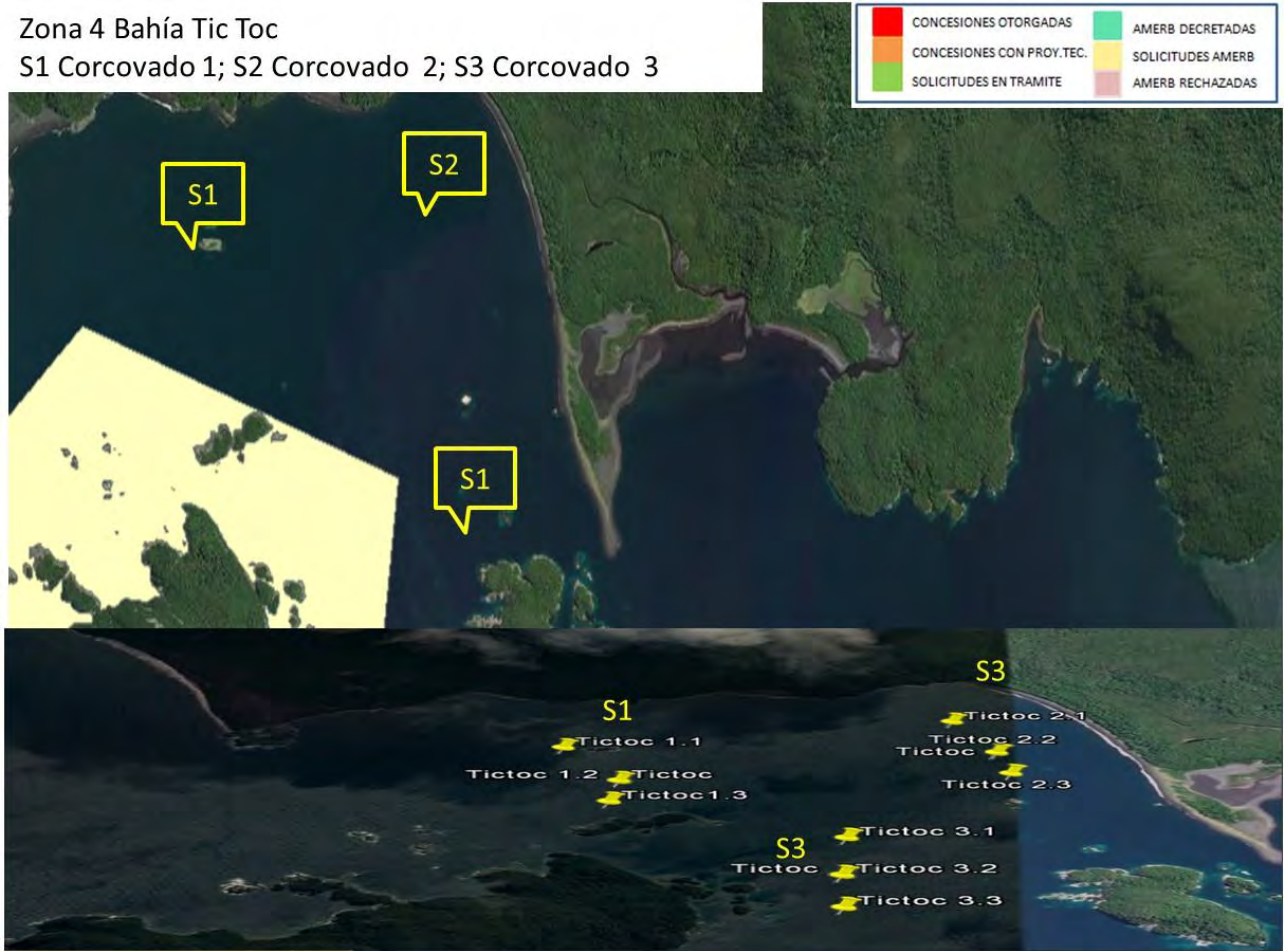 Zona 4 Bahía Tic Toc
S1 Corcovado 1; S2 Corcovado 2; S3 Corcovado 3
CONCESIONES OTORGADAS
CONCESIONES CON PROY.TEC.
SOLICITUDES EN TRAMITE
AMERB DECRETADAS
SOLICITUDES AMERB
AMERB RECHAZADAS
S1
S2
S1
S1
S3
Tictoc 1.1
Tictoc 1.2
Tictoc
Tictoc1.3
Tictoc 2.1
Tictoc 2.2
Tictoc
Tictoc 2.3
S3
Tictoc 3.1
Tictoc
Tictoc 3.2
Tictoc 3.3